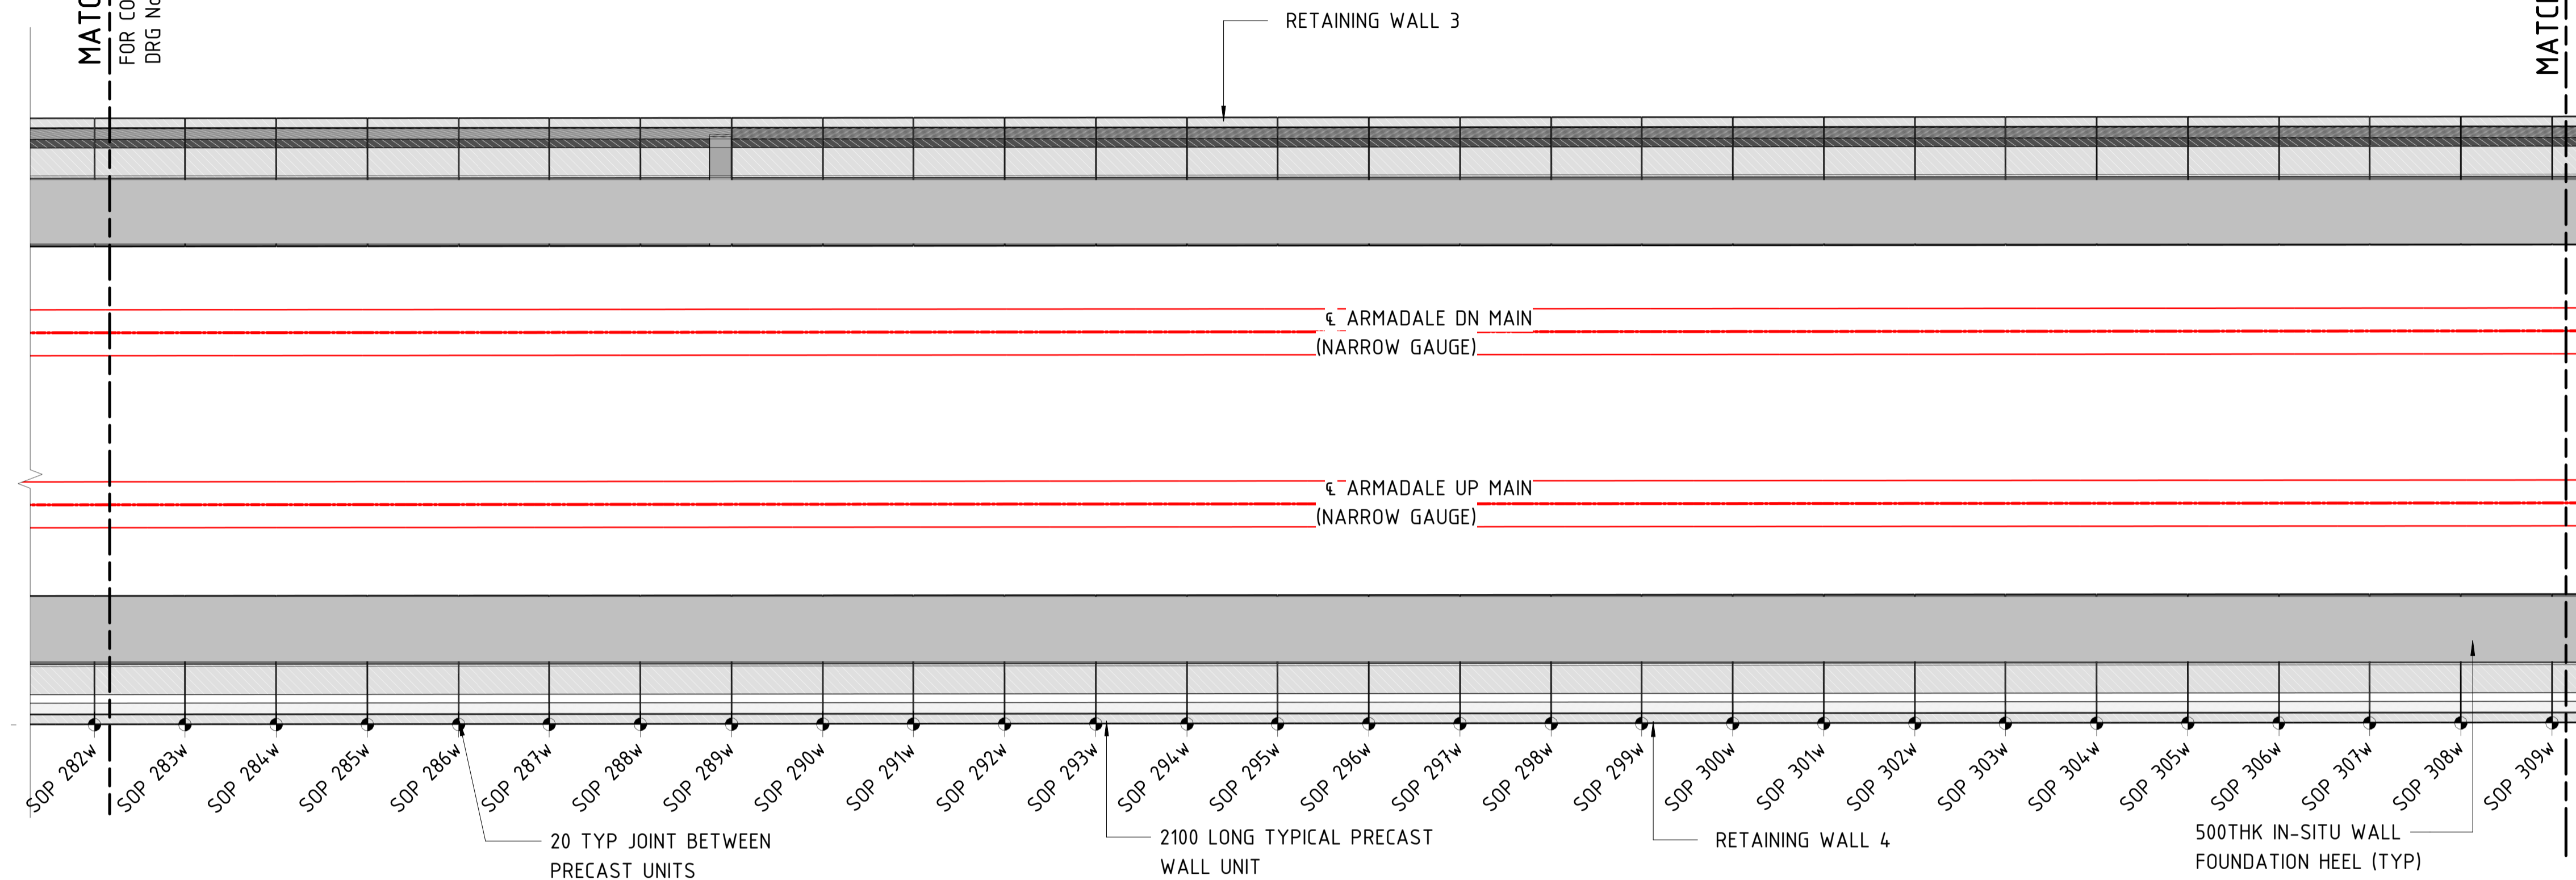 MATC
FOR CO
DRG No
RETAINING WALL 3
MATC
℄ ARMADALE DN MAIN
(NARROW GAUGE)
℄ ARMADALE UP MAIN
(NARROW GAUGE)
SOP 282w
SOP 283w
SOP 284w
SOP 285w
SOP 286w
SOP 287w
SOP 288w
SOP 289w
SOP 290w
SOP 291w
SOP 292w
SOP 293w
SOP 294w
SOP 295w
SOP 296w
SOP 297w
SOP 298w
SOP 299w
SOP 300w
SOP 301w
SOP 302w
SOP 303w
SOP 304w
SOP 305w
SOP 306w
SOP 307w
SOP 308w
SOP 309w
20 TYP JOINT BETWEEN
PRECAST UNITS
2100 LONG TYPICAL PRECAST
WALL UNIT
RETAINING WALL 4
500THK IN-SITU WALL
FOUNDATION HEEL (TYP)